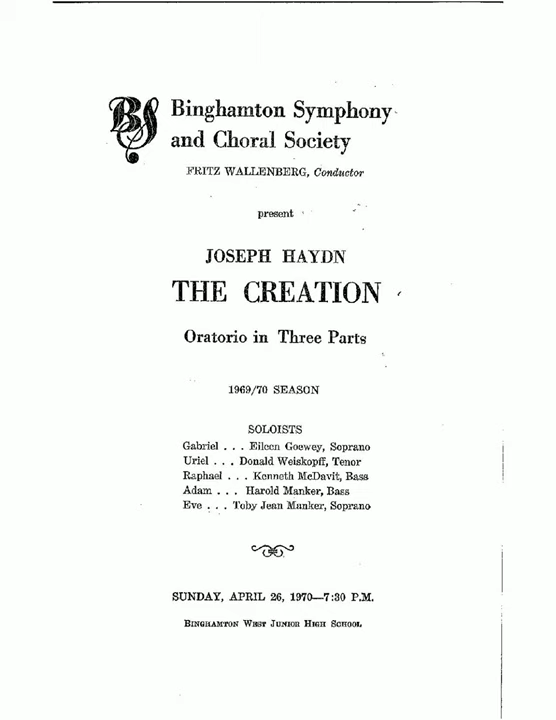 BS
Binghamton Symphony
and Choral Society
FRITZ WALLENBERG, Conductor
present
JOSEPH HAYDN
THE CREATION
Oratorio in Three Parts
1969/70 SEASON
SOLOISTS
Gabriel . . . Eileen Goewey, Soprano
Uriel . . . Donald Weiskopff, Tenor
Raphael . . . Kenneth McDavit, Bass
Adam . . . Harold Manker, Bass
Eve . . . Toby Jean Manker, Soprano
SUNDAY, APRIL 26, 1970—7:30 P.M.
BINGHAMTON WEST JUNIOR HIGH SCHOOL